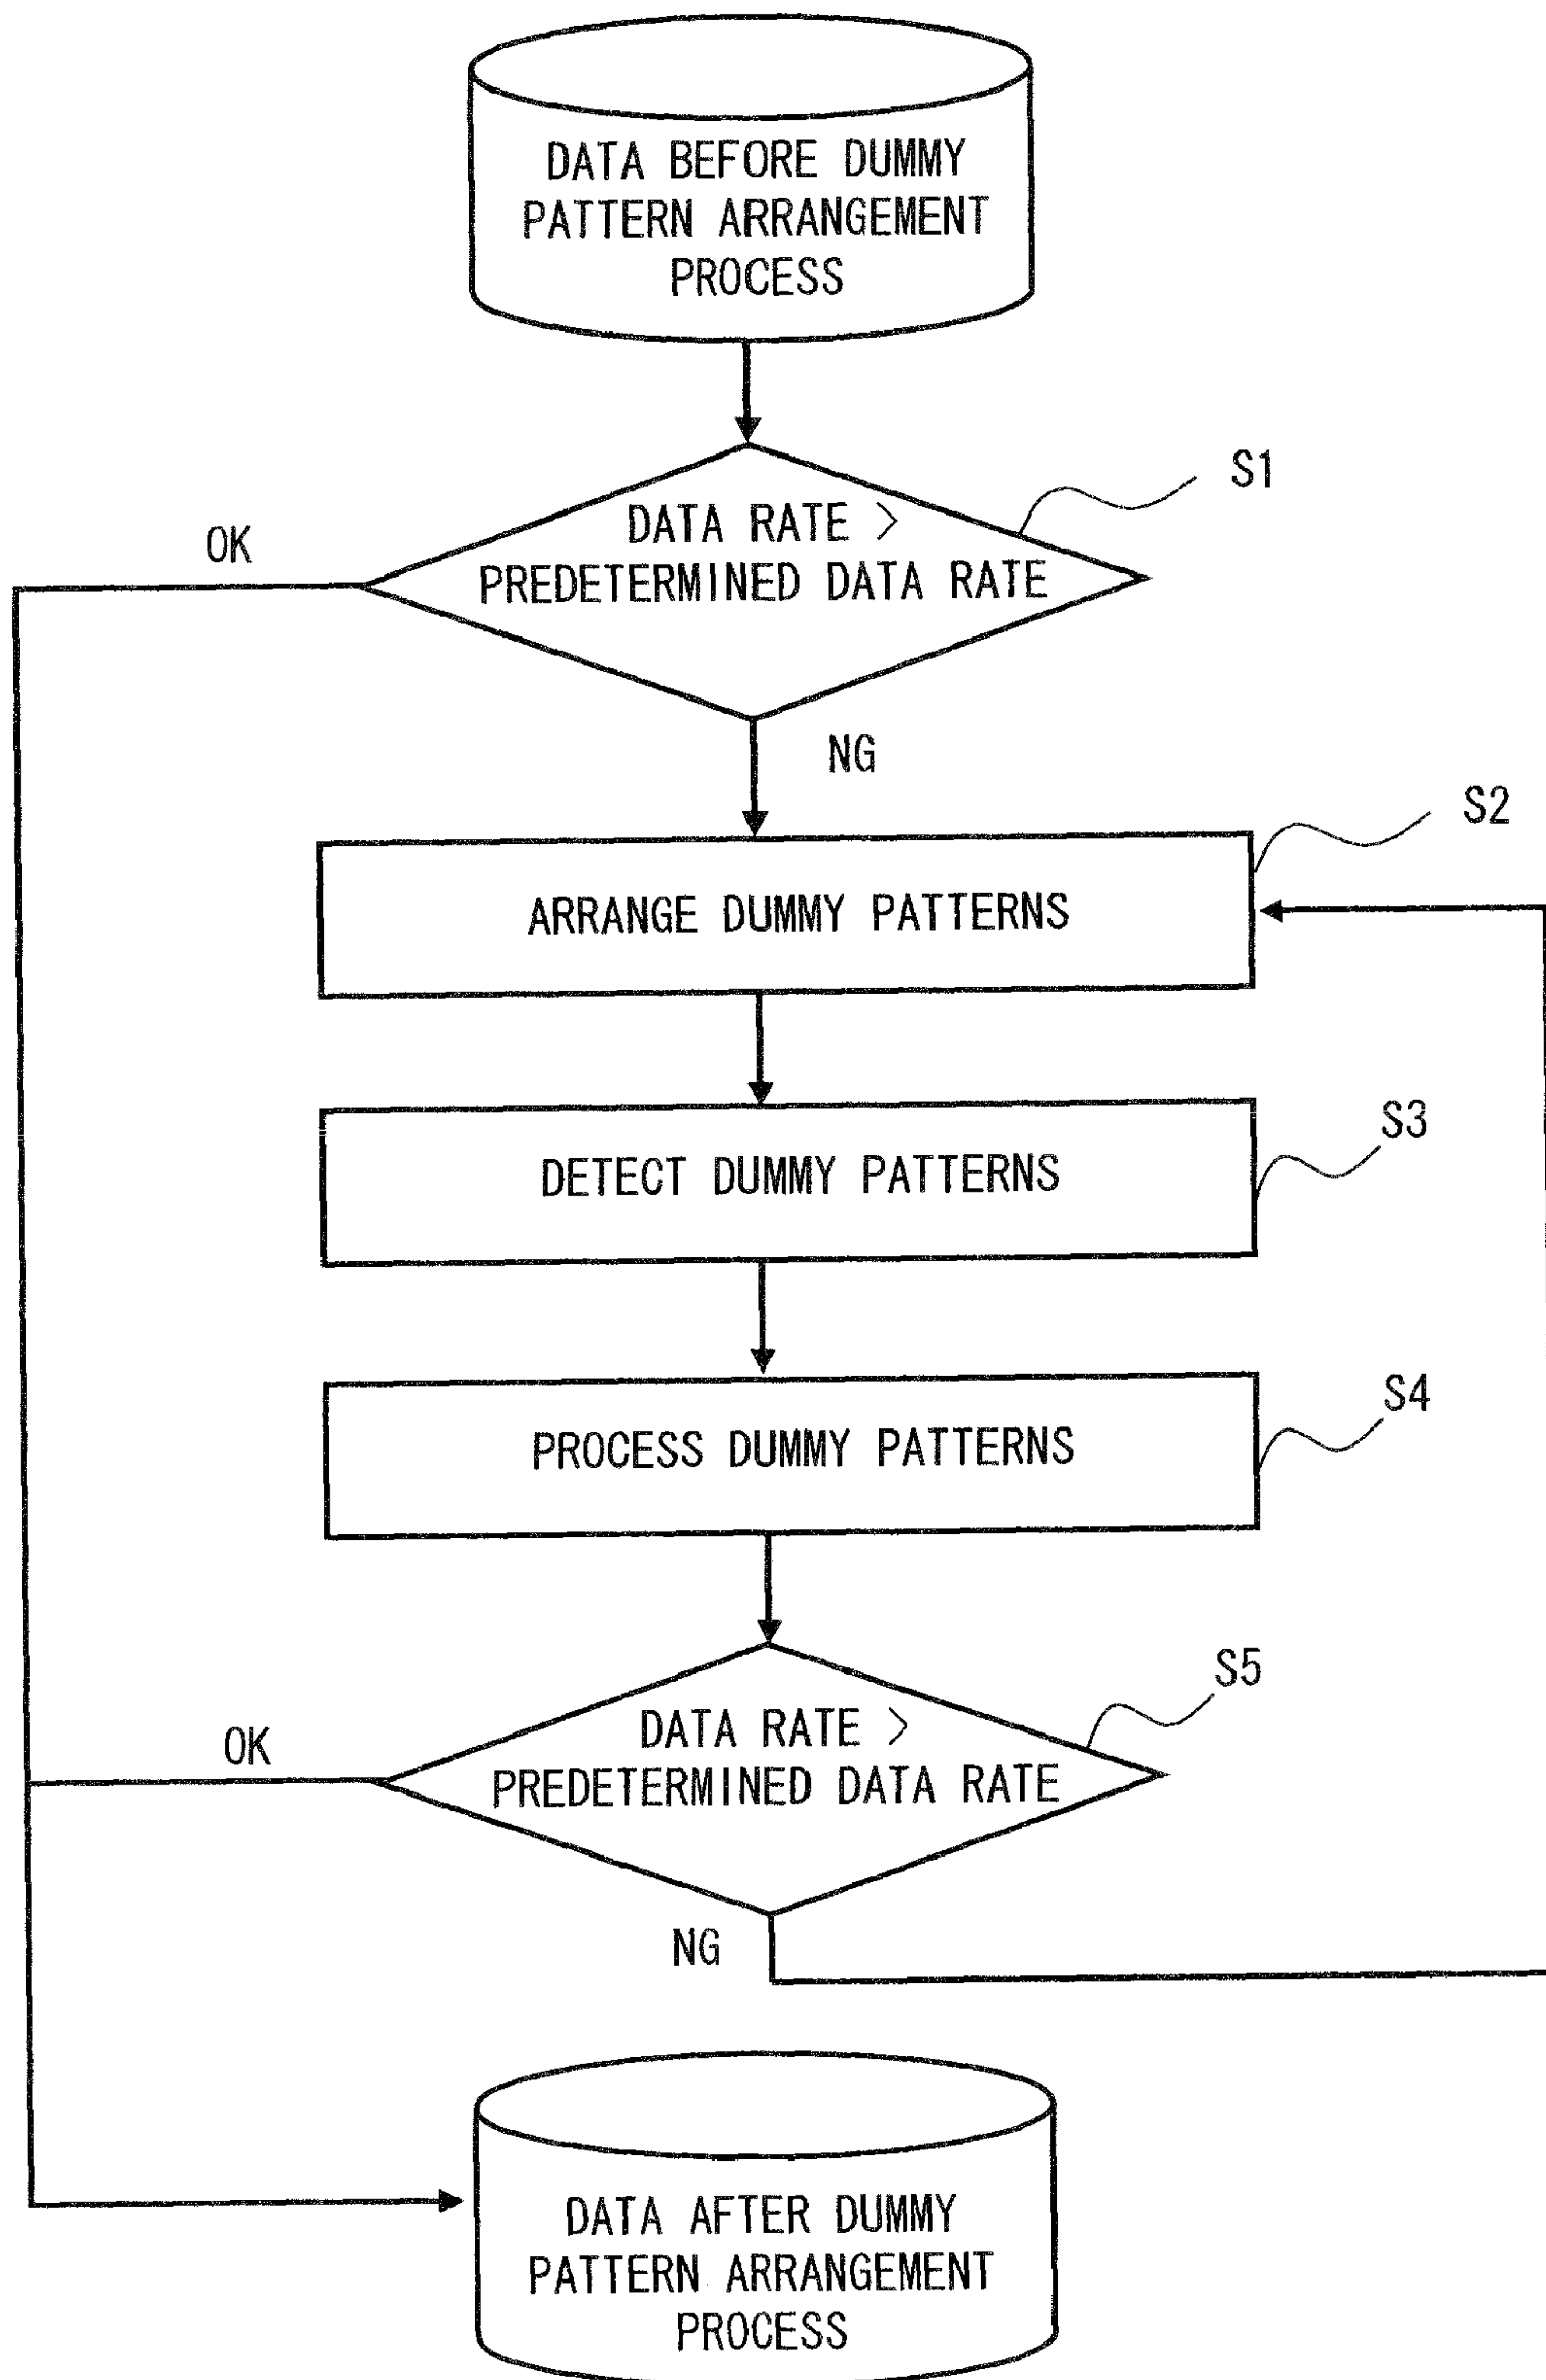 DATA BEFORE DUMMY
PATTERN ARRANGEMENT
PROCESS
S1
DATA RATE >
PREDETERMINED DATA RATE
OK
NG
S2
ARRANGE DUMMY PATTERNS
S3
DETECT DUMMY PATTERNS
S4
PROCESS DUMMY PATTERNS
S5
DATA RATE >
PREDETERMINED DATA RATE
OK
NG
DATA AFTER DUMMY
PATTERN ARRANGEMENT
PROCESS